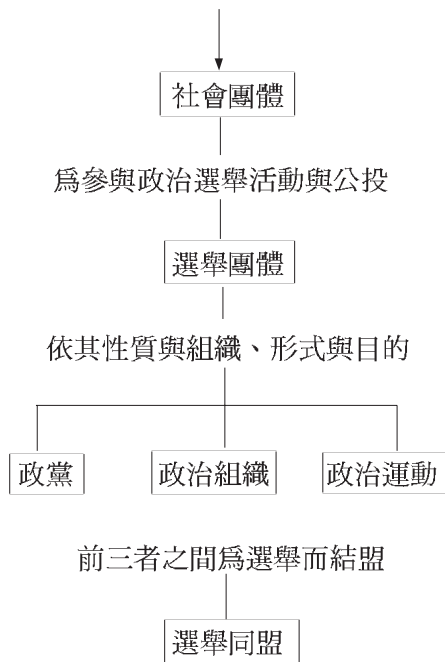 社會團體
爲參與政治選舉活動與公投
選舉團體
依其性質與組織、形式與目的
政黨 政治組織 政治運動
前三者之間爲選舉而結盟
選舉同盟